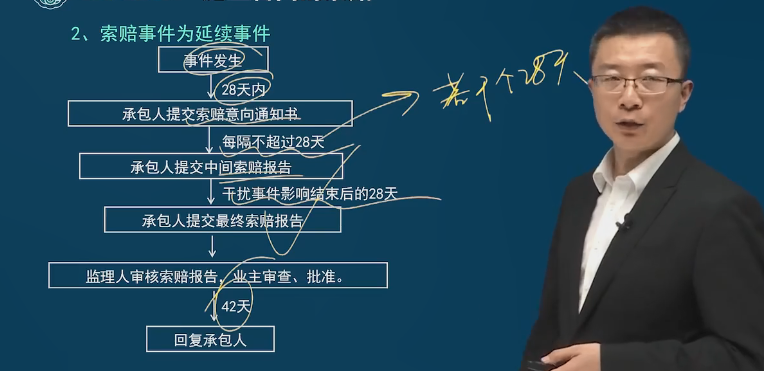 2、索赔事件为延续事件
事件发生
28天内
承包人提交索赔意向通知书
每隔不超过28天
若干个28天
承包人提交中间索赔报告
干扰事件影响结束后的28天
承包人提交最终索赔报告
监理人审核索赔报告，业主审查、批准。
42天
回复承包人